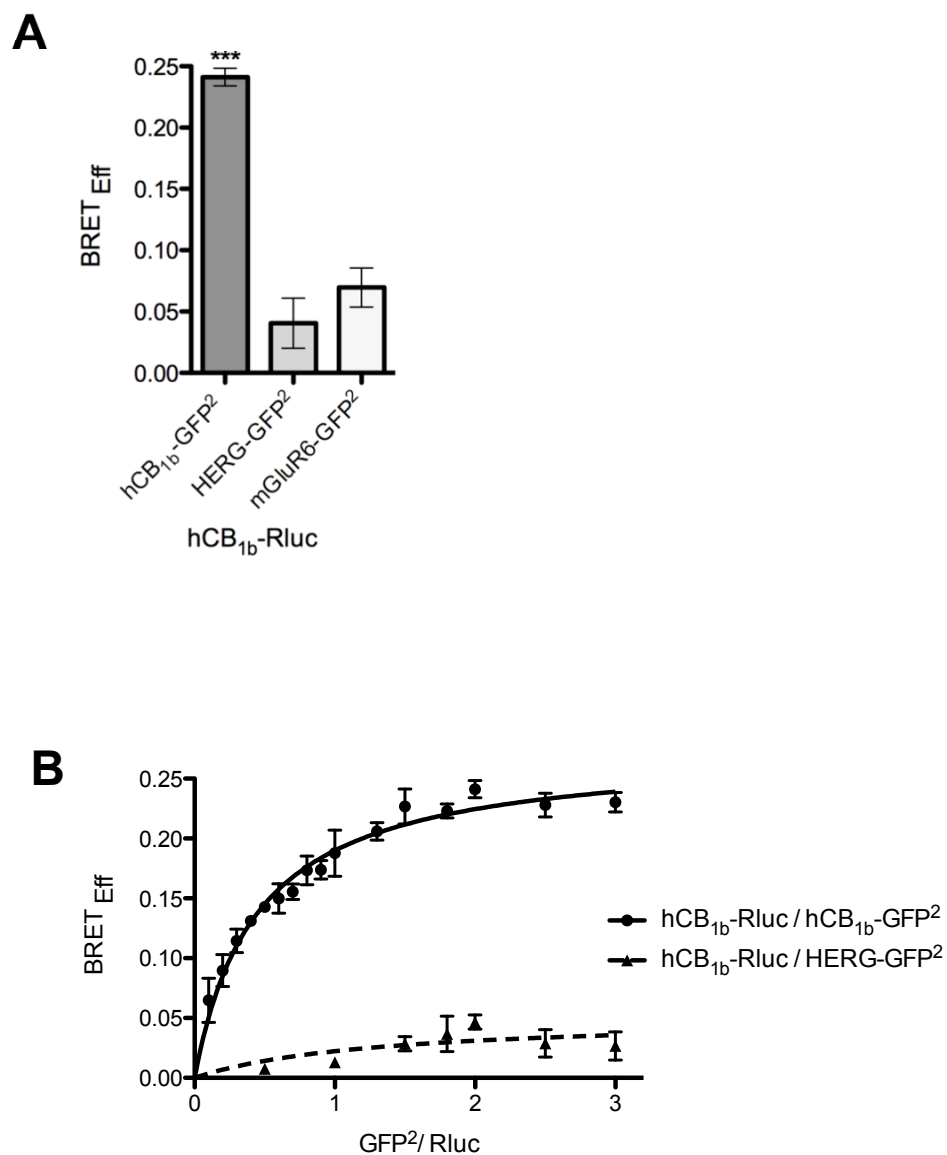 A
***
0.25
0.20
0.15
0.10
0.05
0.00
BRET Eff
hCB1b-GFP²
HERG-GFP²
mGluR6-GFP²
hCB1b-Rluc
B
0.25
0.20
0.15
0.10
0.05
0.00
BRET Eff
0 1 2 3
GFP²/ Rluc
hCB1b-Rluc / hCB1b-GFP²
hCB1b-Rluc / HERG-GFP²